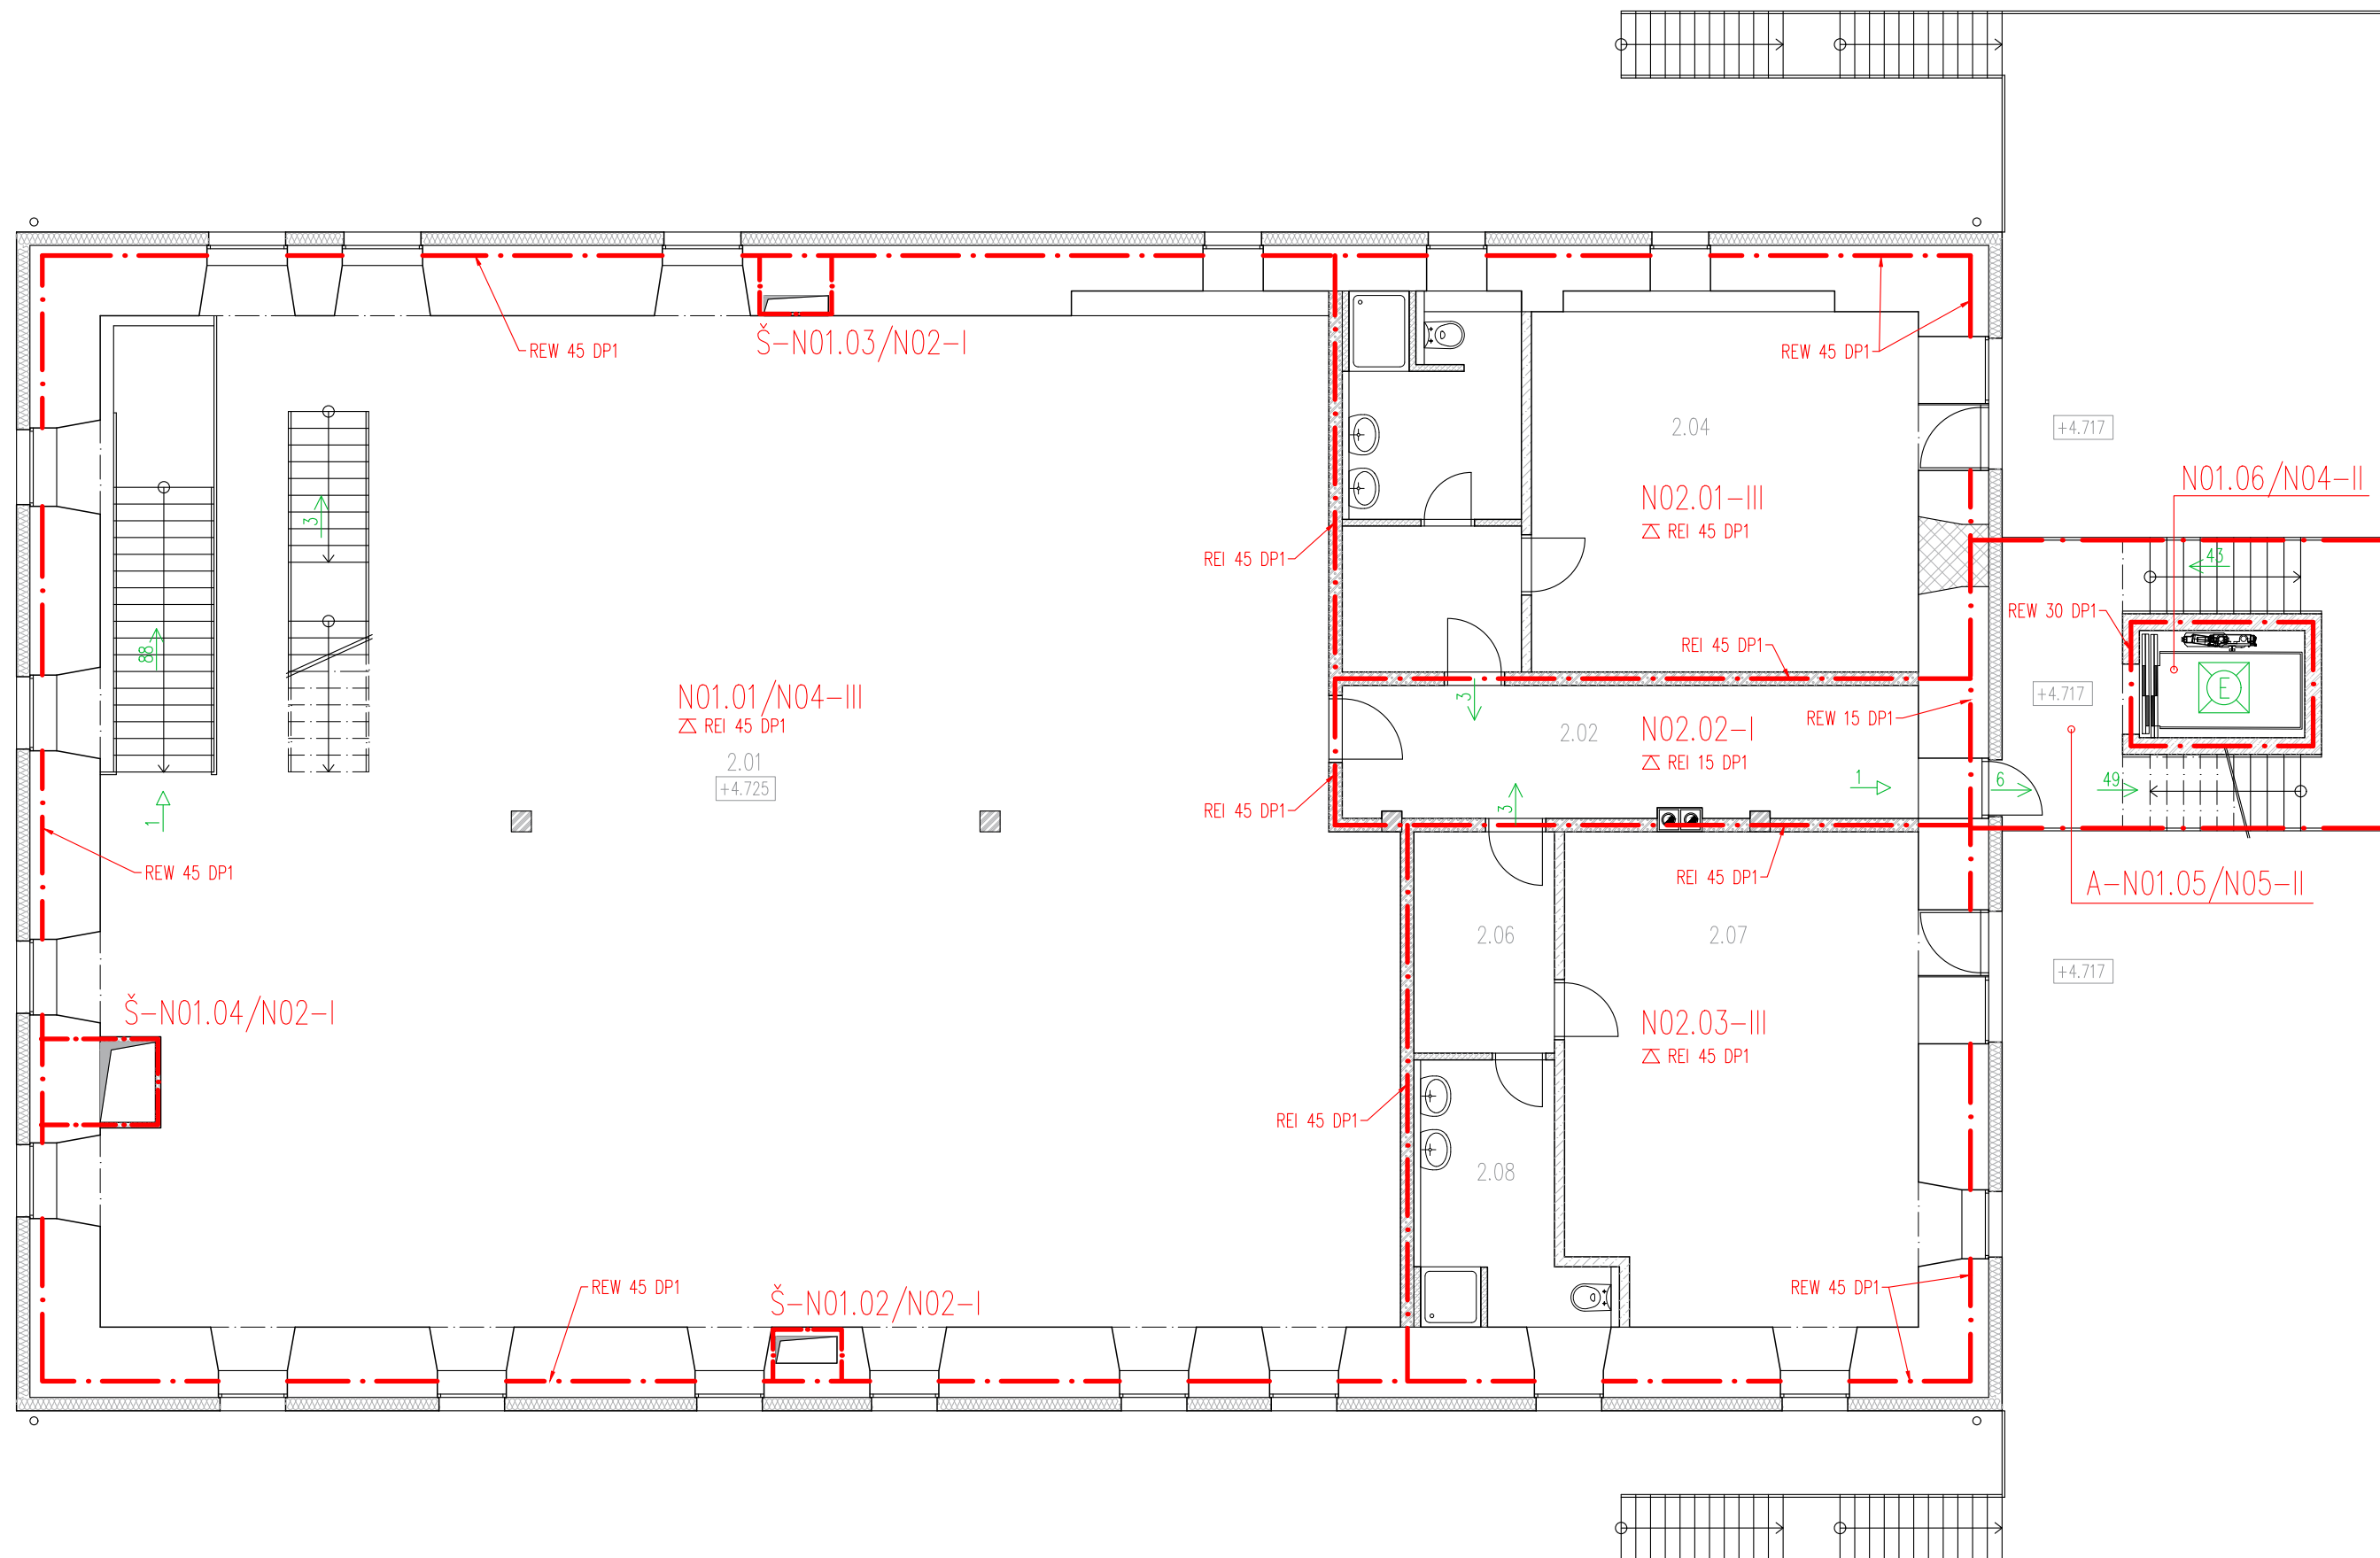 REW 45 DP1
Š-N01.03/N02-I
REW 45 DP1
2.04
+4.717
N01.06/N04-II
N02.01-III
REI 45 DP1
3
REI 45 DP1
43
REW 30 DP1
88
REI 45 DP1
E
N01.01/N04-III
REI 45 DP1
3
+4.717
2.02
N02.02-I
REW 15 DP1
2.01
REI 15 DP1
+4.725
1
6
49
1
REI 45 DP1
3
REW 45 DP1
REI 45 DP1
A-N01.05/N05-II
2.06
2.07
+4.717
Š-N01.04/N02-I
N02.03-III
REI 45 DP1
REI 45 DP1
2.08
REW 45 DP1
Š-N01.02/N02-I
REW 45 DP1